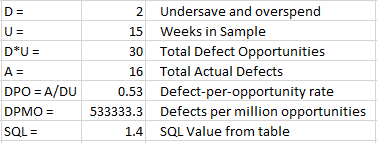 D = 2 Undersave and overspend
U = 15 Weeks in Sample
D*U = 30 Total Defect Opportunities
A = 16 Total Actual Defects
DPO = A/DU 0.53 Defect-per-opportunity rate
DPMO = 533333.3 Defects per million opportunities
SQL = 1.4 SQL Value from table